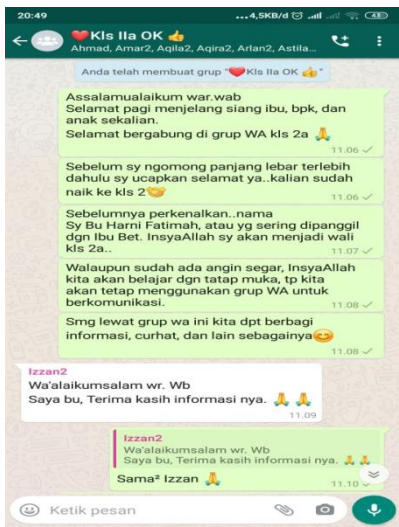 20:49
...4,5KB/d
43
❤Kls IIa OK 👍
Ahmad, Amar2, Aqila2, Aqira2, Arlan2, Astila...
Anda telah membuat grup "❤Kls IIa OK 👍"
Assalamualaikum war.wab
Selamat pagi menjelang siang ibu, bpk, dan
anak sekalian.
Selamat bergabung di grup WA kls 2a 🙏
11.06
Sebelum sy ngomong panjang lebar terlebih
dahulu sy ucapkan selamat ya..kalian sudah
naik ke kls 2🤝
11.06
Sebelumnya perkenalkan..nama
Sy Bu Harni Fatimah, atau yg sering dipanggil
dgn Ibu Bet. InsyaAllah sy akan menjadi wali
kls 2a..
11.07
Walaupun sudah ada angin segar, InsyaAllah
kita akan belajar dgn tatap muka, tp kita
akan tetap menggunakan grup WA untuk
berkomunikasi.
11.08
Smg lewat grup wa ini kita dpt berbagi
informasi, curhat, dan lain sebagainya😊
11.08
Izzan2
Wa'alaikumsalam wr. Wb
Saya bu, Terima kasih informasi nya. 🙏 🙏
11.09
Izzan2
Wa'alaikumsalam wr. Wb
Saya bu, Terima kasih informasi nya. 🙏 🙏
Sama² Izzan 🙏
11.10
Ketik pesan